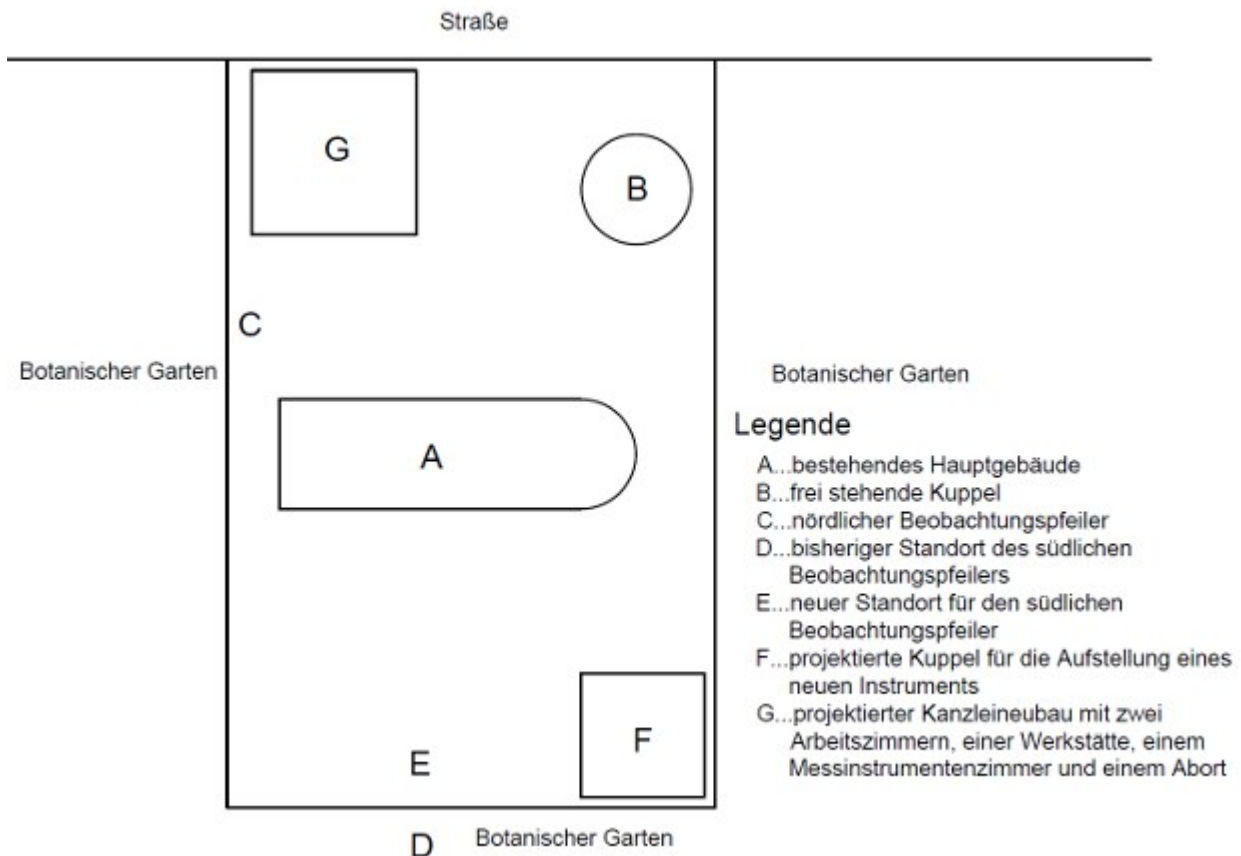 Straße
G
B
C
Botanischer Garten
Botanischer Garten
A
Legende
A...bestehendes Hauptgebäude
B...frei stehende Kuppel
C...nördlicher Beobachtungspfeiler
D...bisheriger Standort des südlichen
Beobachtungspfeilers
E...neuer Standort für den südlichen
Beobachtungspfeiler
F...projektierte Kuppel für die Aufstellung eines
neuen Instruments
G...projektierter Kanzleineubau mit zwei
Arbeitszimmern, einer Werkstätte, einem
Messinstrumentenzimmer und einem Abort
F
E
D
Botanischer Garten